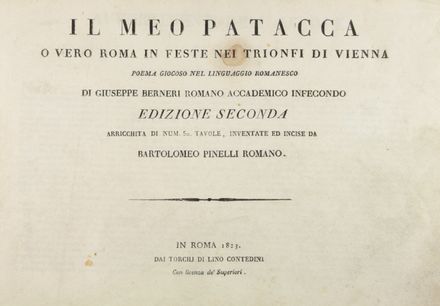 IL MEO PATACCA
O VERO ROMA IN FESTE NEI TRIONFI DI VIENNA
POEMA GIOCOSO NEL LINGUAGGIO ROMANESCO
DI GIUSEPPE BERNERI ROMANO ACCADEMICO INFECONDO
EDIZIONE SECONDA
ARRICCHITA DI NUM. 52. TAVOLE, INVENTATE ED INCISE DA
BARTOLOMEO PINELLI ROMANO.
IN ROMA 1823.
DAI TORCHJ DI LINO CONTEDINI
Con licenza de' Superiori.